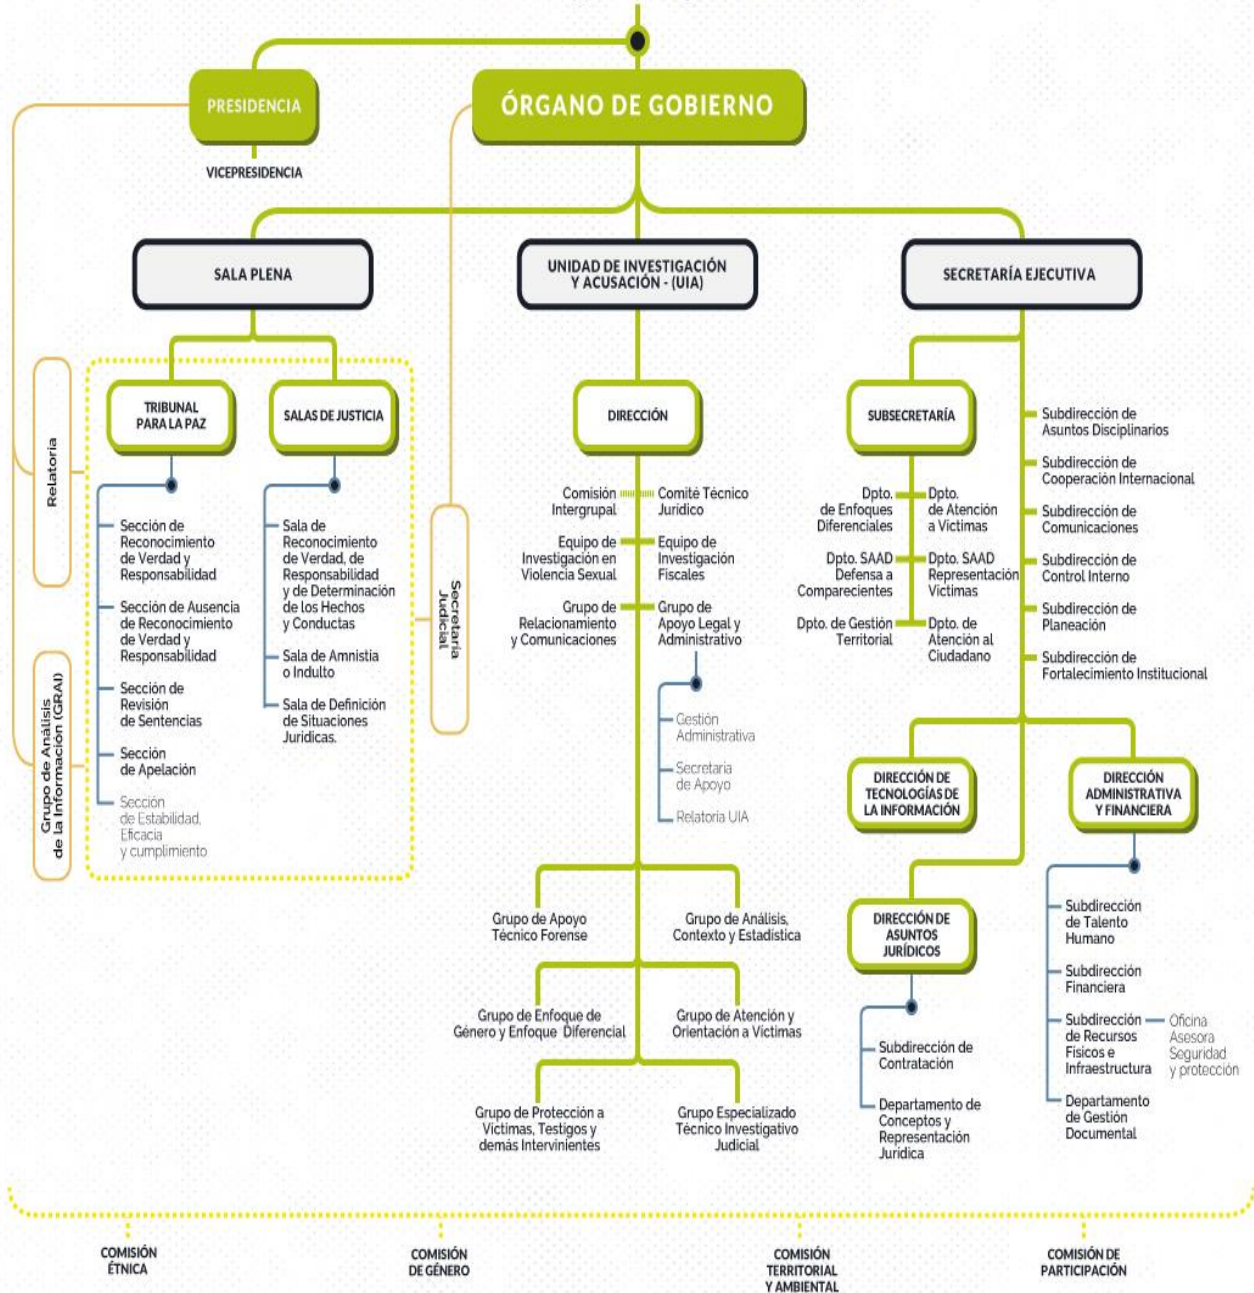 PRESIDENCIA
ÓRGANO DE GOBIERNO
VICEPRESIDENCIA
SALA PLENA
UNIDAD DE INVESTIGACIÓN
Y ACUSACIÓN - (UIA)
SECRETARÍA EJECUTIVA
Relatoría
Grupo de Análisis
de la Información (GRAI)
TRIBUNAL
PARA LA PAZ
Sección de
Reconocimiento
de Verdad y
Responsabilidad
Sección de Ausencia
de Reconocimiento
de Verdad y
Responsabilidad
Sección de
Revisión
de Sentencias
Sección
de Apelación
Sección
de Estabilidad,
Eficacia
y cumplimiento
SALAS DE JUSTICIA
Sala de
Reconocimiento
de Verdad, de
Responsabilidad
y de Determinación
de los Hechos
y Conductas
Sala de Amnistía
o Indulto
Sala de Definición
de Situaciones
Jurídicas.
Secretaría
Judicial
DIRECCIÓN
Comisión
Intergrupal
Comité Técnico
Jurídico
Equipo de
Investigación en
Violencia Sexual
Equipo de
Investigación
Fiscales
Grupo de
Relacionamiento
y Comunicaciones
Grupo de
Apoyo Legal y
Administrativo
Gestión
Administrativa
Secretaria
de Apoyo
Relatoría UIA
Grupo de Apoyo
Técnico Forense
Grupo de Análisis,
Contexto y Estadística
Grupo de Enfoque de
Género y Enfoque Diferencial
Grupo de Atención y
Orientación a Víctimas
Grupo de Protección a
Víctimas, Testigos y
demás Intervinientes
Grupo Especializado
Técnico Investigativo
Judicial
SUBSECRETARÍA
Dpto.
de Enfoques
Diferenciales
Dpto.
de Atención
a Víctimas
Dpto. SAAD
Defensa a
Comparecientes
Dpto. SAAD
Representación
Víctimas
Dpto. de Gestión
Territorial
Dpto. de
Atención al
Ciudadano
Subdirección de
Asuntos Disciplinarios
Subdirección de
Cooperación Internacional
Subdirección de
Comunicaciones
Subdirección de
Control Interno
Subdirección de
Planeación
Subdirección de
Fortalecimiento Institucional
DIRECCIÓN DE
TECNOLOGÍAS DE
LA INFORMACIÓN
DIRECCIÓN
ADMINISTRATIVA
Y FINANCIERA
DIRECCIÓN DE
ASUNTOS
JURÍDICOS
Subdirección de
Contratación
Departamento de
Conceptos y
Representación
Jurídica
Subdirección
de Talento
Humano
Subdirección
Financiera
Subdirección
de Recursos
Físicos e
Infraestructura
Oficina
Asesora
Seguridad
y protección
Departamento
de Gestión
Documental
COMISIÓN
ÉTNICA
COMISIÓN
DE GÉNERO
COMISIÓN
TERRITORIAL
Y AMBIENTAL
COMISIÓN DE
PARTICIPACIÓN